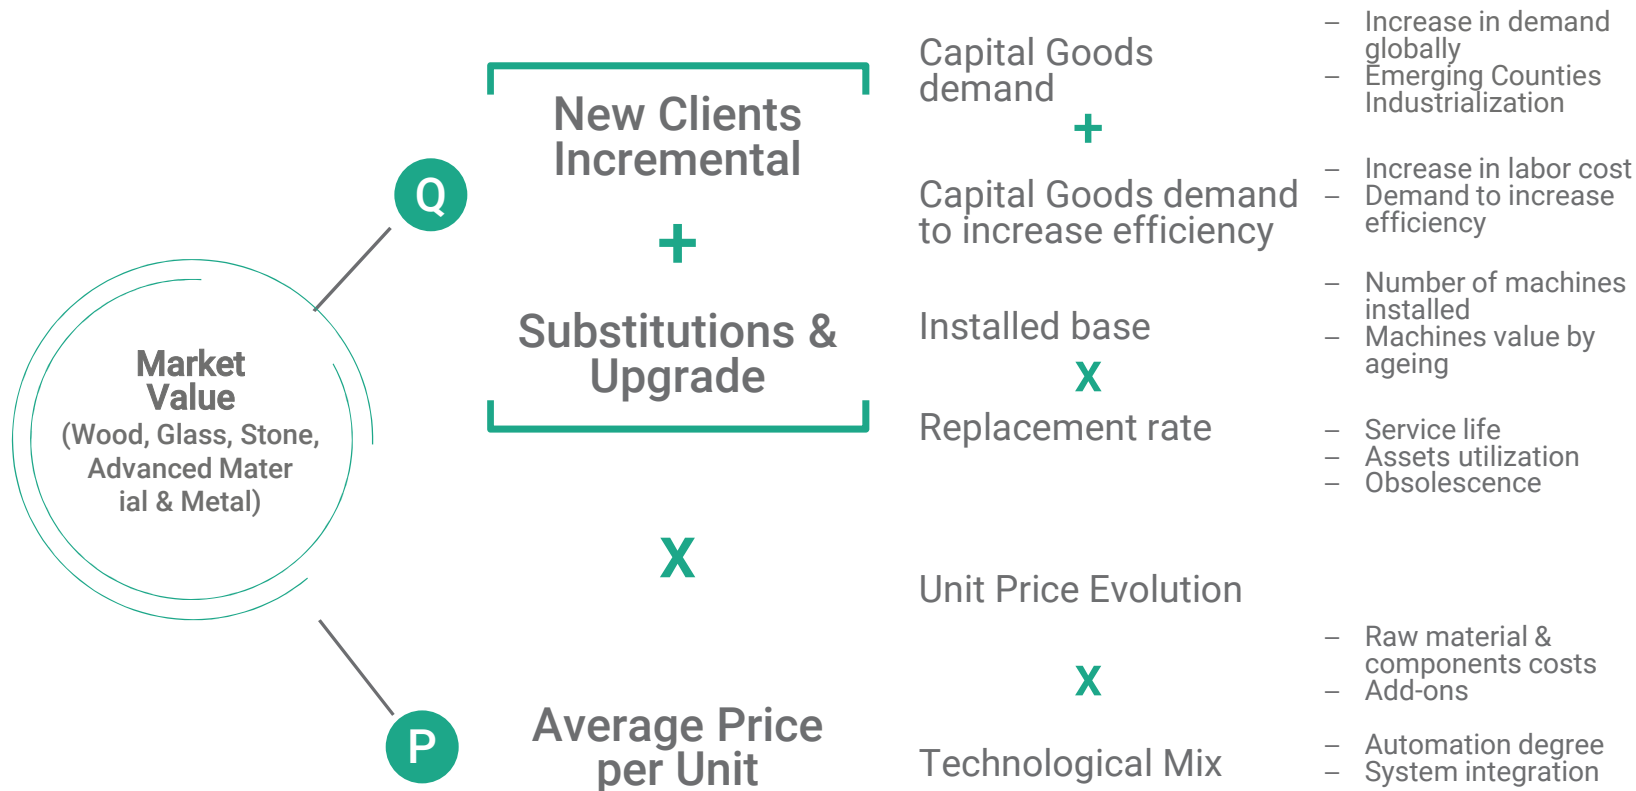 Market
Value
(Wood, Glass, Stone,
Advanced Mater
ial & Metal)
Q
P
New Clients
Incremental
+
Substitutions &
Upgrade
x
Average Price
per Unit
Capital Goods
demand
+
Capital Goods demand
to increase efficiency
Installed base
x
Replacement rate
Unit Price Evolution
x
Technological Mix
– Increase in demand
globally
– Emerging Counties
Industrialization
– Increase in labor cost
– Demand to increase
efficiency
– Number of machines
installed
– Machines value by
ageing
– Service life
– Assets utilization
– Obsolescence
– Raw material &
components costs
– Add-ons
– Automation degree
– System integration